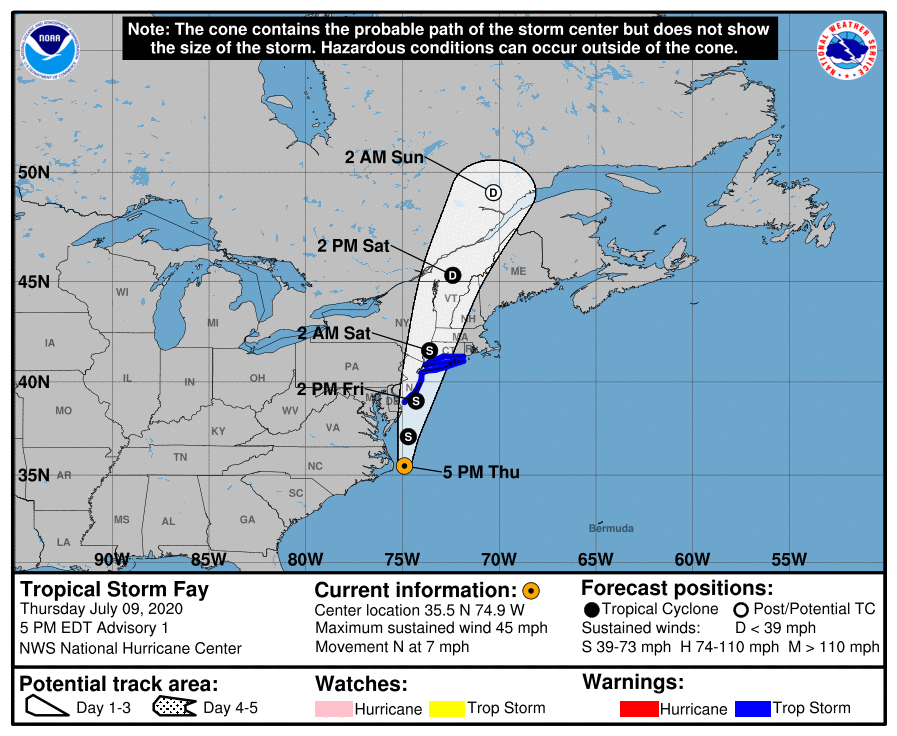 Note: The cone contains the probable path of the storm center but does not show
the size of the storm. Hazardous conditions can occur outside of the cone.
NOAA
NATIONAL WEATHER SERVICE
2 AM Sun
50N
D
2 PM Sat
D
ME
45N
WI
VT
MI
NY
NH
2 AM Sat
S
MA
IA
CT
RI
PA
40N
IL
IN
OH
2 PM Fri
S
MO
WV
DE
KY
VA
S
TN
35N
NC
5 PM Thu
AR
SC
MS
AL
GA
Bermuda
LA
90W
85W
80W
75W
70W
65W
60W
55W
Tropical Storm Fay
Thursday July 09, 2020
5 PM EDT Advisory 1
NWS National Hurricane Center
Current information:
Center location 35.5 N 74.9 W
Maximum sustained wind 45 mph
Movement N at 7 mph
Forecast positions:
Tropical Cyclone Post/Potential TC
Sustained winds: D < 39 mph
S 39-73 mph H 74-110 mph M > 110 mph
Potential track area:
Day 1-3 Day 4-5
Watches:
Hurricane Trop Storm
Warnings:
Hurricane Trop Storm